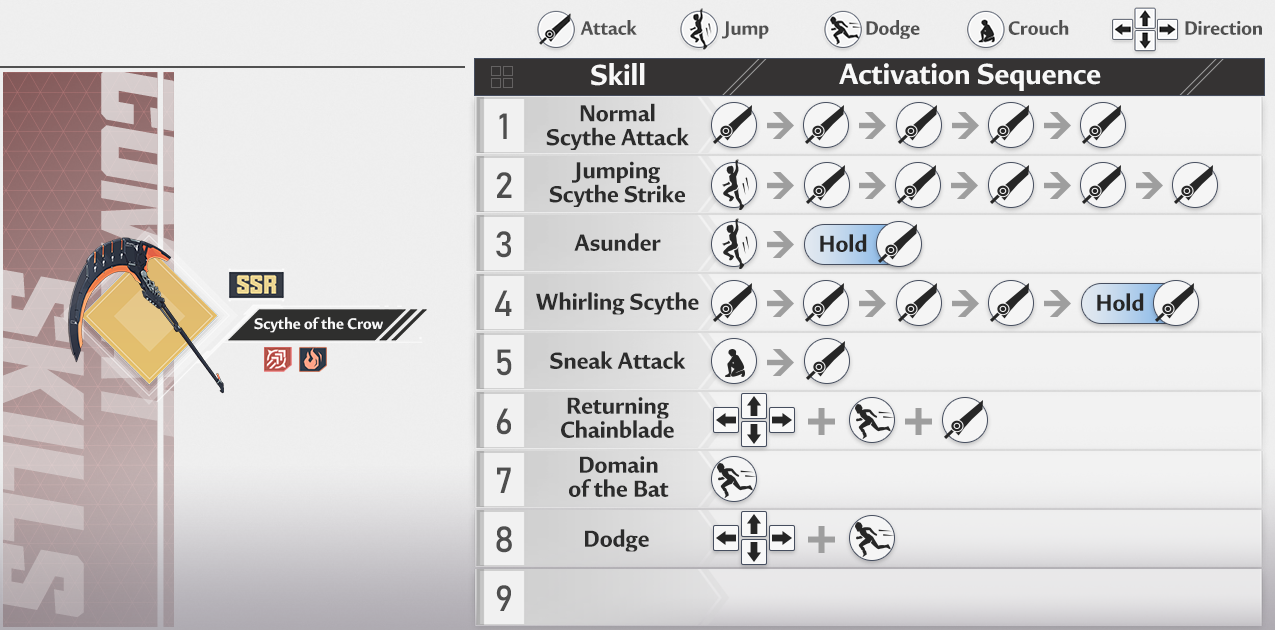 Attack Jump Dodge Crouch Direction
COMBAT
SKILLS
SSR
Scythe of the Crow
Skill Activation Sequence
1 Normal
Scythe Attack
2 Jumping
Scythe Strike
3 Asunder Hold
4 Whirling Scythe Hold
5 Sneak Attack
6 Returning
Chainblade
7 Domain
of the Bat
8 Dodge
9